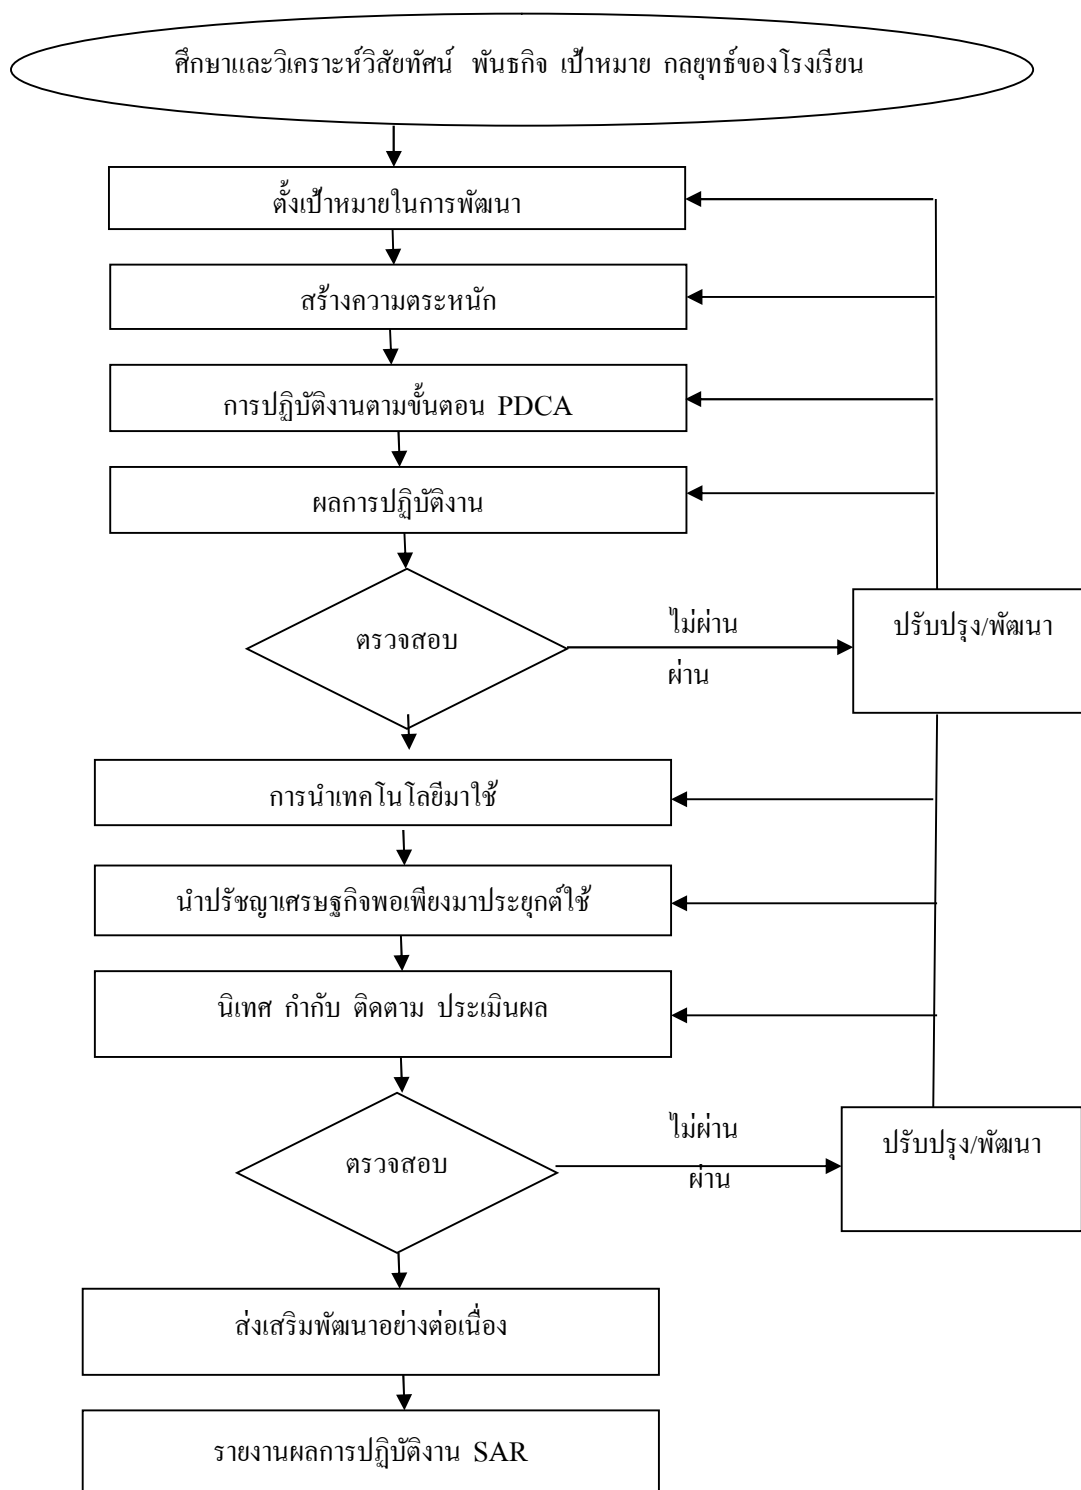 ศึกษาและวิเคราะห์วิสัยทัศน์ พันธกิจ เป้าหมาย กลยุทธ์ของโรงเรียน
ตั้งเป้าหมายในการพัฒนา
สร้างความตระหนัก
การปฏิบัติงานตามขั้นตอน PDCA
ผลการปฏิบัติงาน
ตรวจสอบ
ไม่ผ่าน
ผ่าน
ปรับปรุง/พัฒนา
การนำเทคโนโลยีมาใช้
นำปรัชญาเศรษฐกิจพอเพียงมาประยุกต์ใช้
นิเทศ กำกับ ติดตาม ประเมินผล
ตรวจสอบ
ไม่ผ่าน
ผ่าน
ปรับปรุง/พัฒนา
ส่งเสริมพัฒนาอย่างต่อเนื่อง
รายงานผลการปฏิบัติงาน SAR